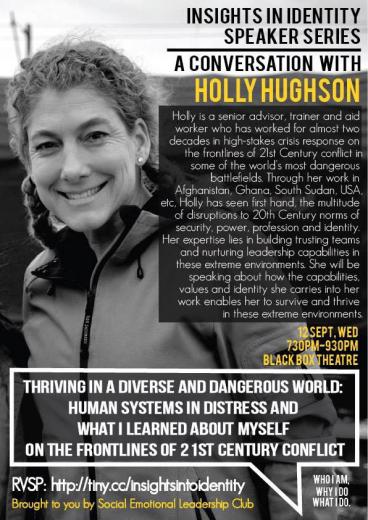 INSIGHTS IN IDENTITY
SPEAKER SERIES
A CONVERSATION WITH
HOLLY HUGHSON
Holly is a senior advisor, trainer and aid
worker who has worked for almost two
decades in high-stakes crisis response on
the frontlines of 21st Century conflict in
some of the world's most dangerous
battlefields. Through her work in
Afghanistan, Ghana, South Sudan, USA,
etc, Holly has seen first hand, the multitude
of disruptions to 20th Century norms of
security, power, profession and identity.
Her expertise lies in building trusting teams
and nurturing leadership capabilities in
these extreme environments. She will be
speaking about how the capabilities,
values and identity she carries into her
work enables her to survive and thrive
in these extreme environments.
12 SEPT, WED
730PM-930PM
BLACK BOX THEATRE
THRIVING IN A DIVERSE AND DANGEROUS WORLD:
HUMAN SYSTEMS IN DISTRESS AND
WHAT I LEARNED ABOUT MYSELF
ON THE FRONTLINES OF 21ST CENTURY CONFLICT
RVSP: http://tiny.cc/insightsintoidentity
Brought to you by Social Emotional Leadership Club
WHO I AM,
WHY I DO
WHAT I DO.